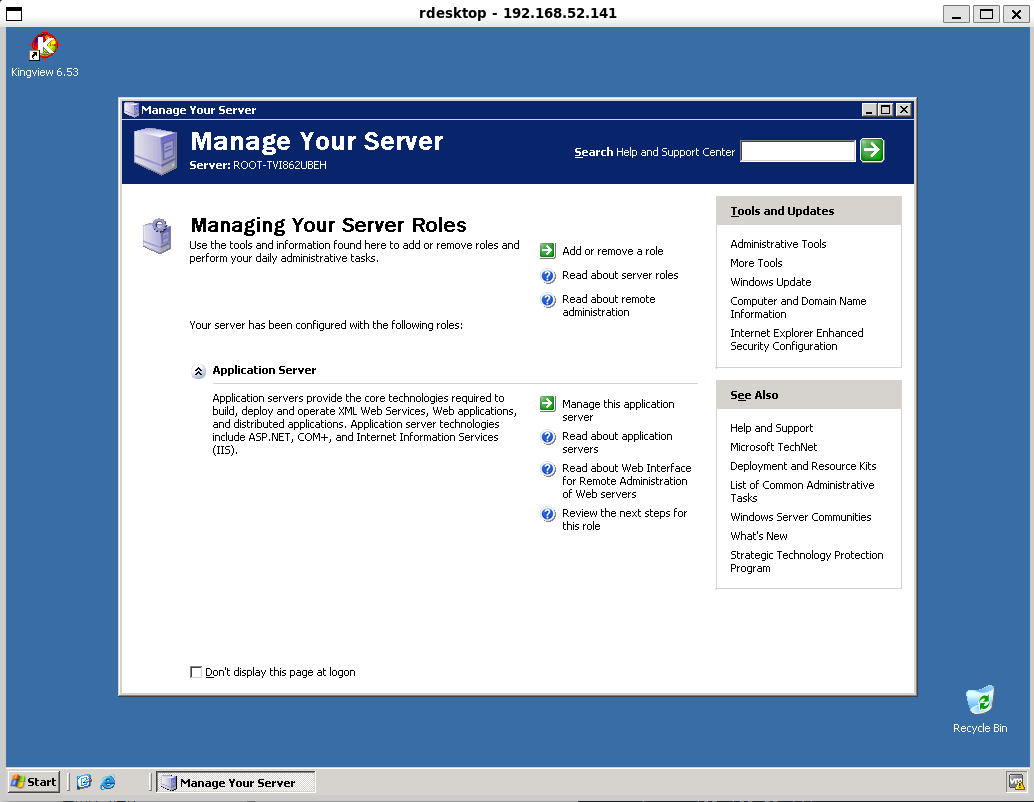 rdesktop - 192.168.52.141
Kingview 6.53
Manage Your Server
Manage Your Server
Server: ROOT-TVI862UBEH
Search Help and Support Center
Managing Your Server Roles
Use the tools and information found here to add or remove roles and
perform your daily administrative tasks.
Add or remove a role
Read about server roles
Read about remote
administration
Your server has been configured with the following roles:
Application Server
Application servers provide the core technologies required to
build, deploy and operate XML Web Services, Web applications,
and distributed applications. Application server technologies
include ASP.NET, COM+, and Internet Information Services
(IIS).
Manage this application
server
Read about application
servers
Read about Web Interface
for Remote Administration
of Web servers
Review the next steps for
this role
Tools and Updates
Administrative Tools
More Tools
Windows Update
Computer and Domain Name
Information
Internet Explorer Enhanced
Security Configuration
See Also
Help and Support
Microsoft TechNet
Deployment and Resource Kits
List of Common Administrative
Tasks
Windows Server Communities
What's New
Strategic Technology Protection
Program
Don't display this page at logon
Recycle Bin
Start
Manage Your Server